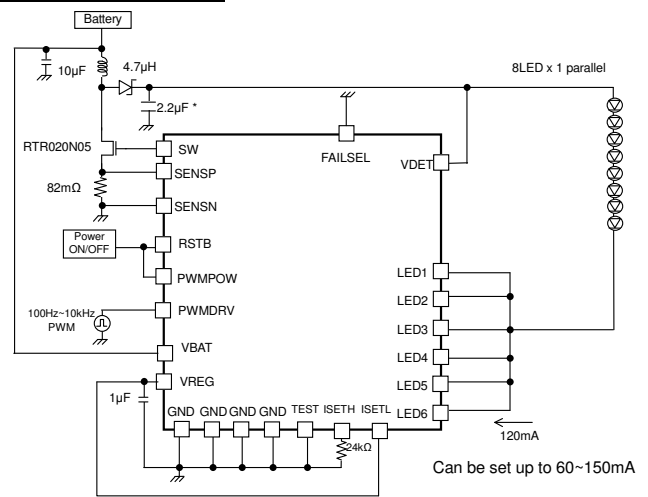 Battery
10µF
4.7µH
8LED x 1 parallel
2.2µF *
RTR020N05
SW
FAILSEL
VDET
SENSP
82mΩ
SENSN
Power
ON/OFF
RSTB
PWMPOW
LED1
LED2
100Hz~10kHz
PWM
PWMDRV
LED3
VBAT
LED4
VREG
LED5
1µF
GND GND GND GND TEST ISETH ISETL
LED6
24kΩ
120mA
Can be set up to 60~150mA